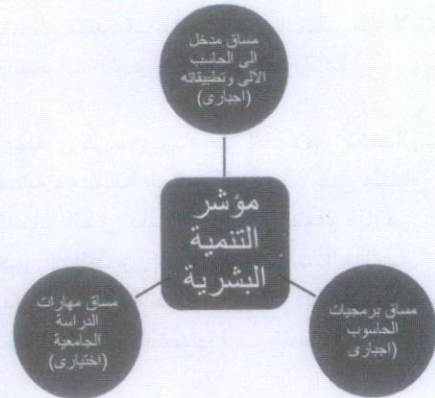 مساق مدخل
الى الحاسب
الآلى وتطبيقاته
(اجبارى)
مؤشر
التنمية
البشرية
مساق مهارات
الدراسة
الجامعية
(اختيارى)
مساق برمجيات
الحاسوب
(اجبارى